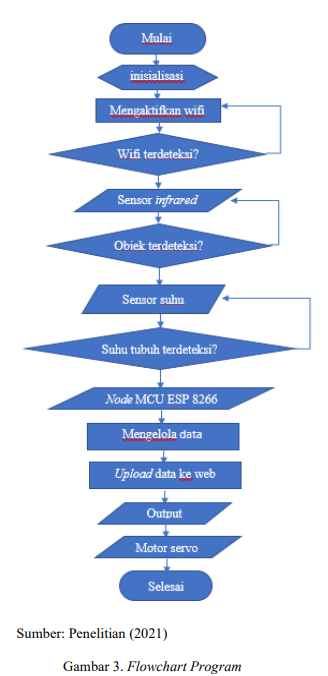 Mulai
inisialisasi
Mengaktifkan wifi
Wifi terdeteksi?
Sensor infrared
Obiek terdeteksi?
Sensor suhu
Suhu tubuh terdeteksi?
Node MCU ESP 8266
Mengelola data
Upload data ke web
Output
Motor servo
Selesai
Sumber: Penelitian (2021)
Gambar 3. Flowchart Program